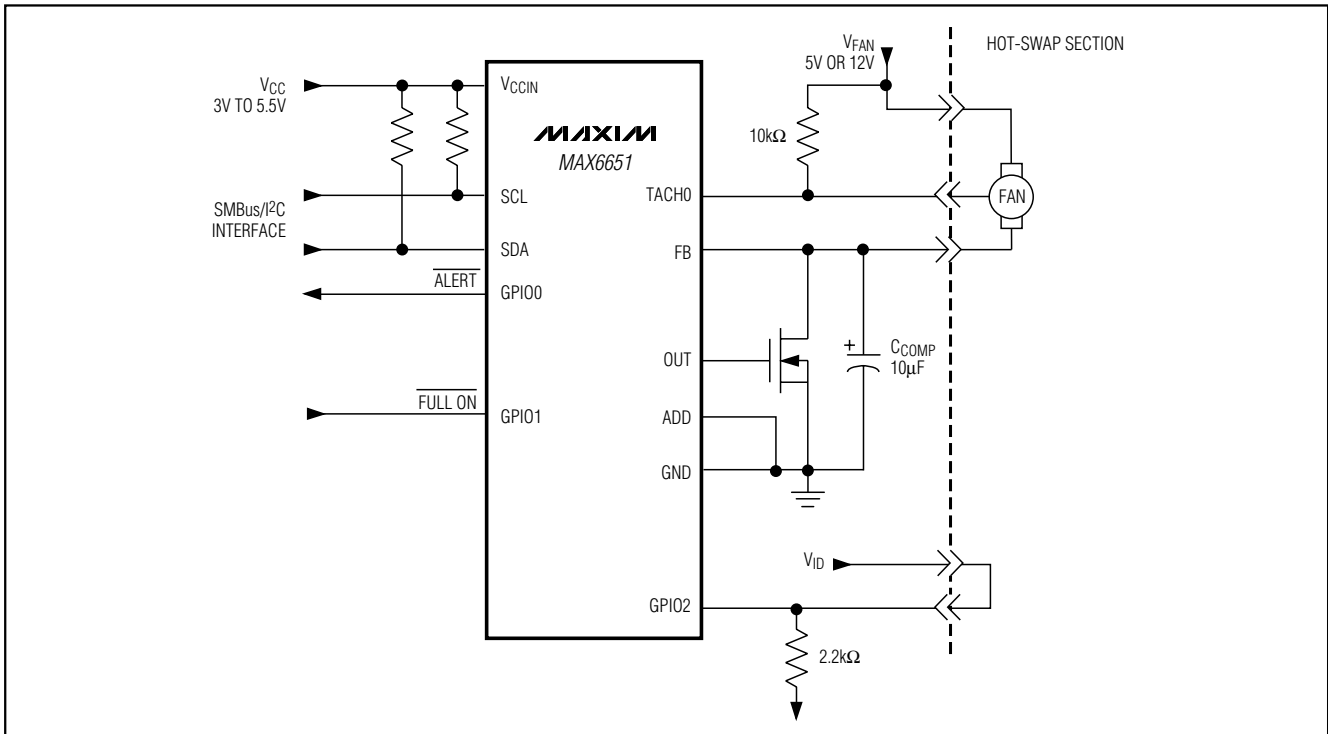 VFAN
5V OR 12V
HOT-SWAP SECTION
VCC
3V TO 5.5V
VCCIN
MAXIM
MAX6651
10kΩ
SCL
TACH0
FAN
SMBus/I²C
INTERFACE
SDA
FB
ALERT
GPIO0
OUT
+
CCOMP
10µF
FULL ON
GPIO1
ADD
GND
VID
GPIO2
2.2kΩ